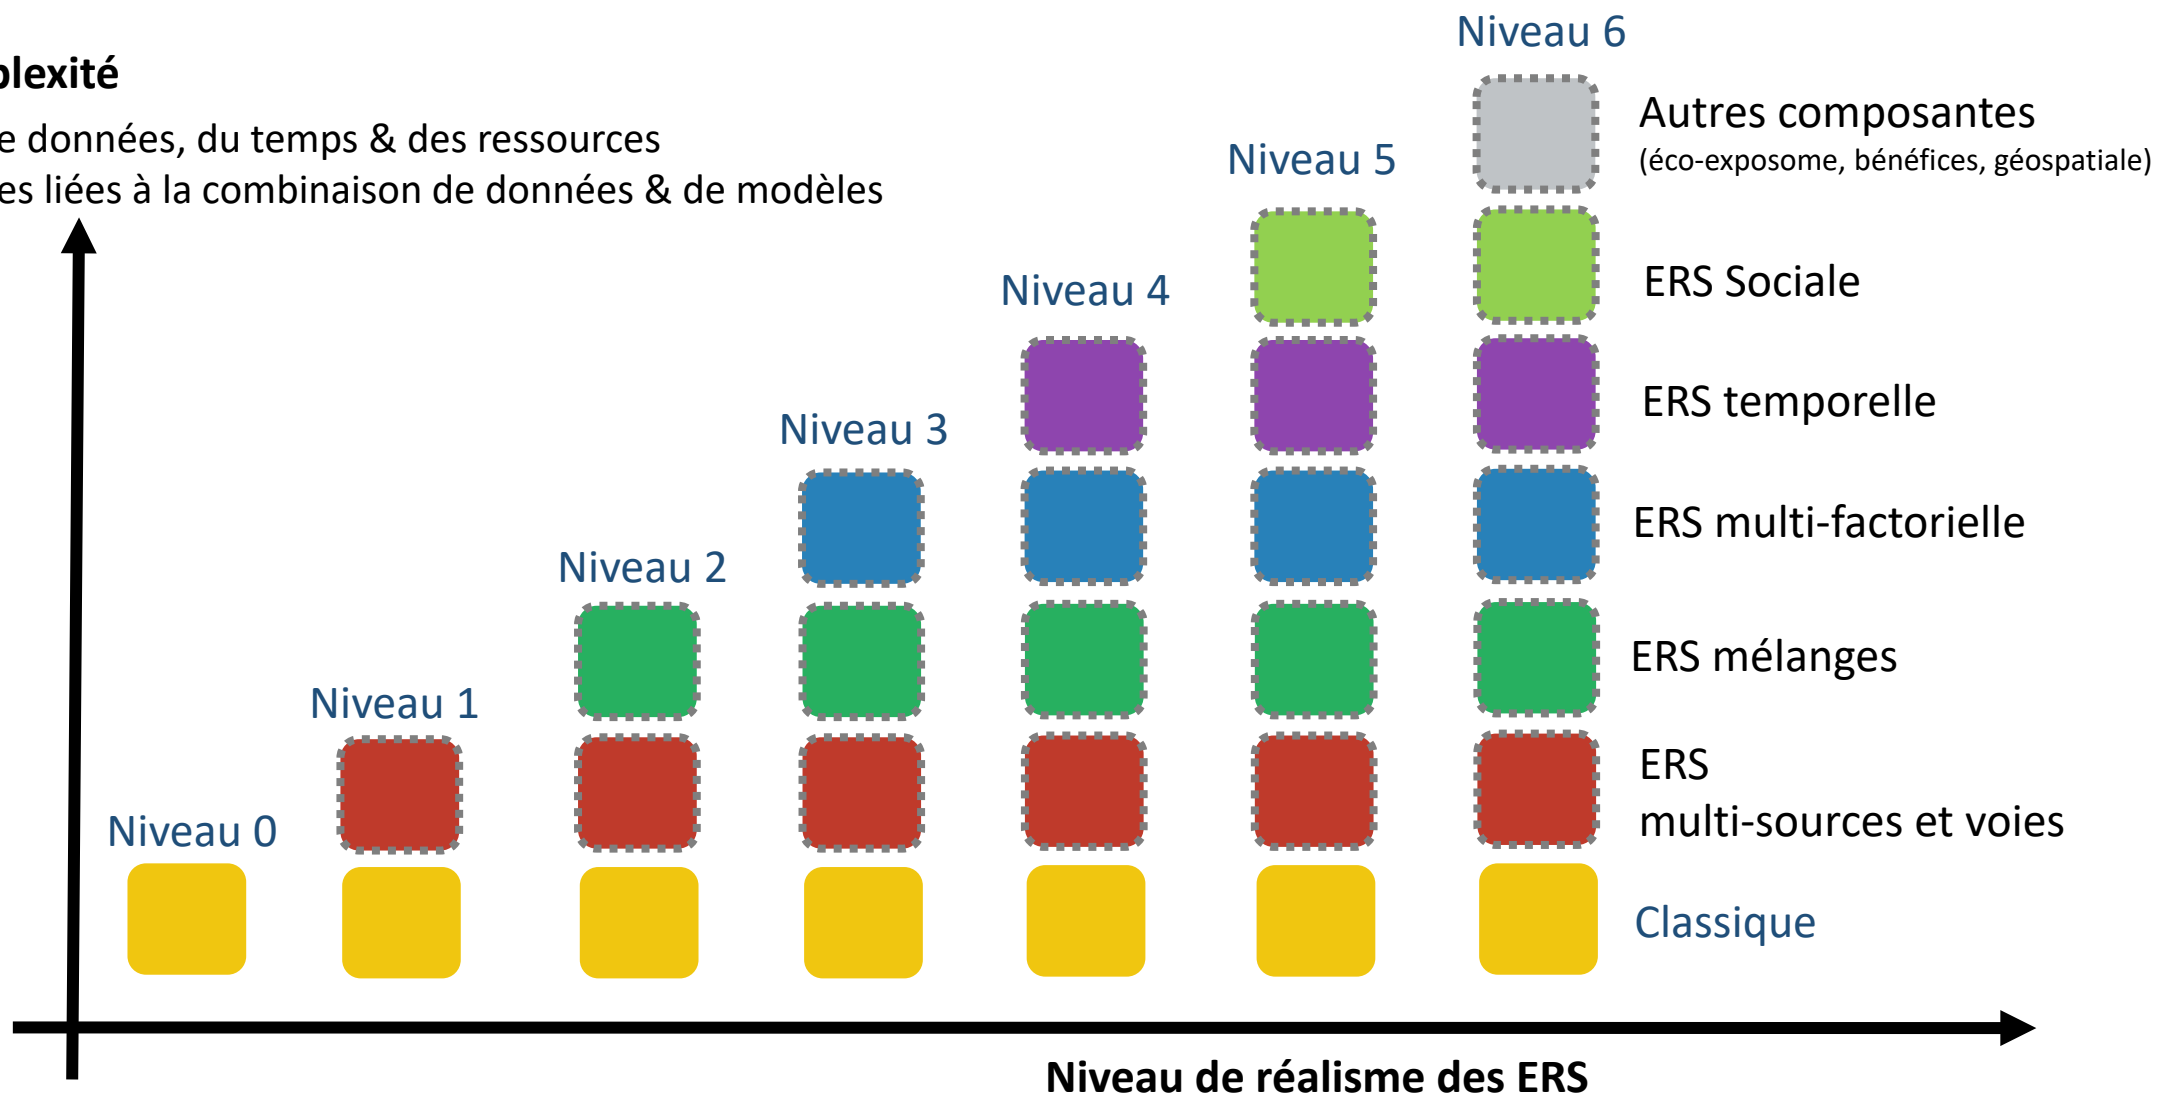 plexité
e données, du temps & des ressources
es liées à la combinaison de données & de modèles
Niveau 6
Autres composantes
(éco-exposome, bénéfices, géospatiale)
Niveau 5
ERS Sociale
Niveau 4
ERS temporelle
Niveau 3
ERS multi-factorielle
Niveau 2
ERS mélanges
Niveau 1
ERS
multi-sources et voies
Niveau 0
Classique
Niveau de réalisme des ERS